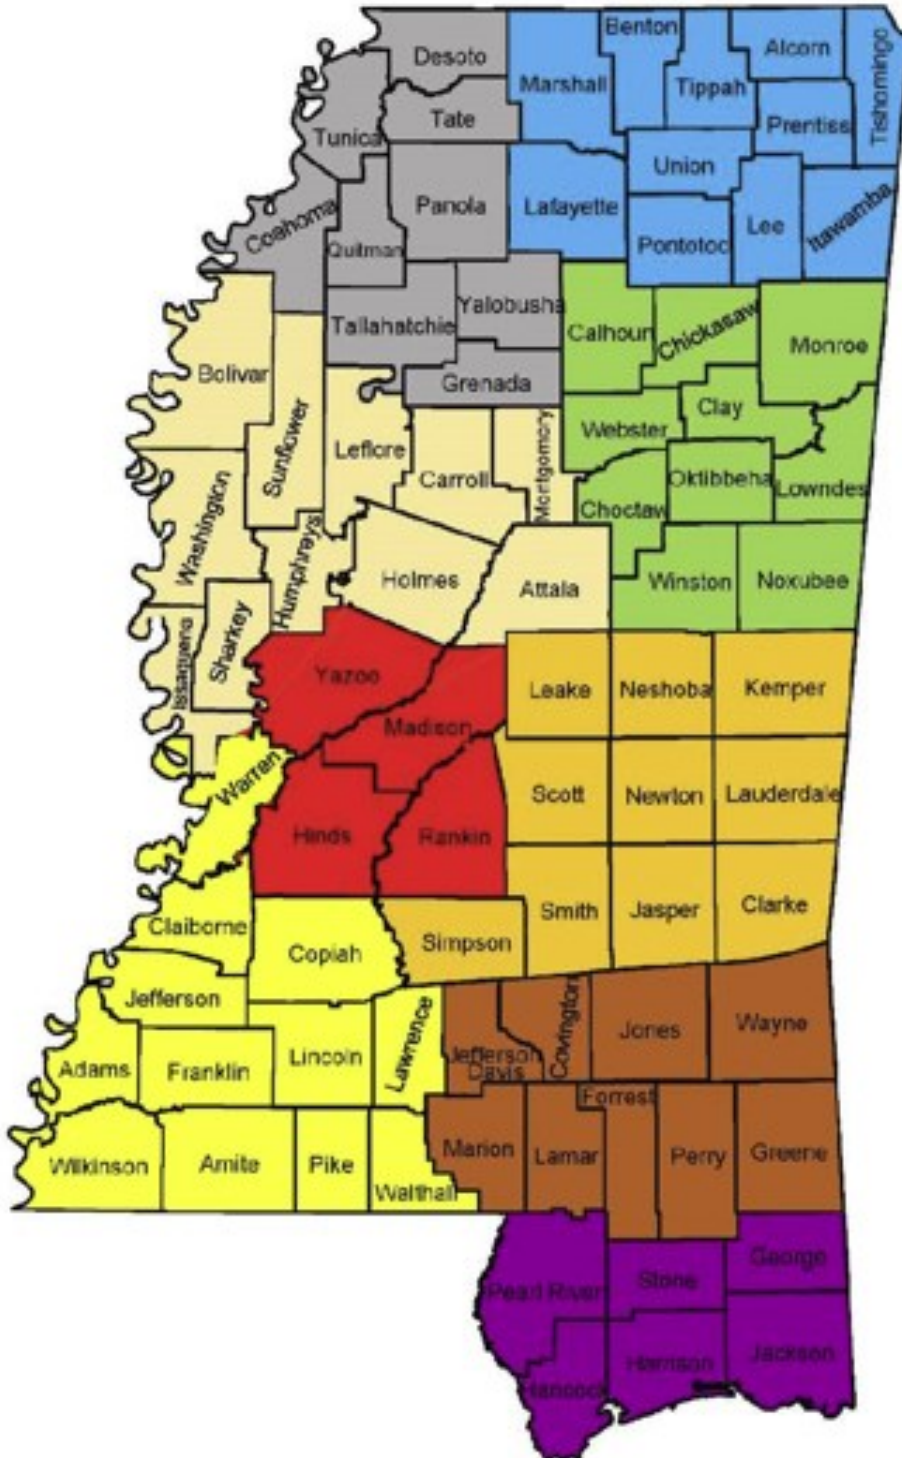 Desoto
Benton
Marshall
Tippah
Alcorn
Tishomingo
Tunica
Tate
Prentiss
Union
Coahoma
Quitman
Panola
Lafayette
Pontotoc
Lee
Itawamba
Tallahatchie
Yalobusha
Calhoun
Chickasaw
Monroe
Bolivar
Sunflower
Grenada
Leflore
Carroll
Montgomory
Webster
Clay
Choctaw
Oktibbeha
Lowndes
Washington
Humphreys
Holmes
Attala
Winston
Noxubee
Issaquena
Sharkey
Yazoo
Madison
Leake
Neshoba
Kemper
Warren
Hinds
Rankin
Scott
Newton
Lauderdale
Claiborne
Copiah
Simpson
Smith
Jasper
Clarke
Jefferson
Adams
Franklin
Lincoln
Lawrence
Jefferson
Davis
Covington
Jones
Wayne
Wilkinson
Amite
Pike
Walthall
Marion
Lamar
Forrest
Perry
Greene
Pearl River
Stone
George
Hancock
Harrison
Jackson